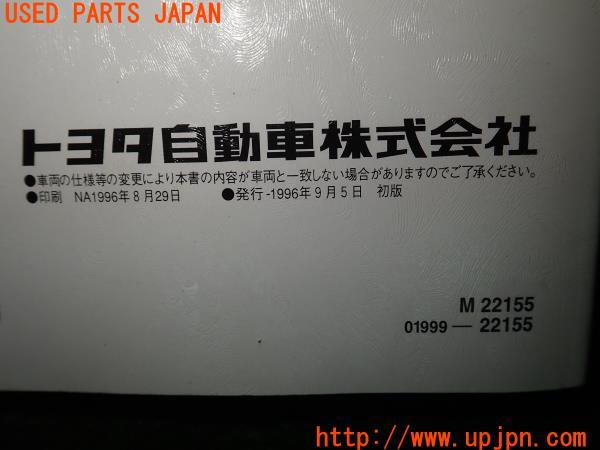 USED PARTS JAPAN
トヨタ自動車株式会社
●車両の仕様等の変更により本書の内容が車両と一致しない場合がありますのでご了承ください。
●印刷 NA1996年8月29日 ●発行-1996年9月5日 初版
M 22155
01999—22155
http://www.upjpn.com